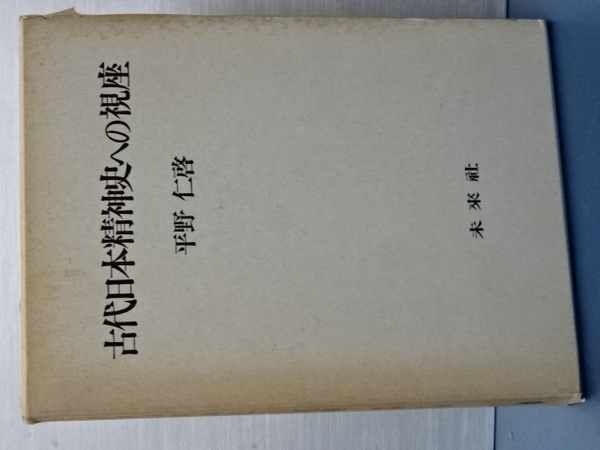 古代日本精神史への視座
平野 仁啓
未來社